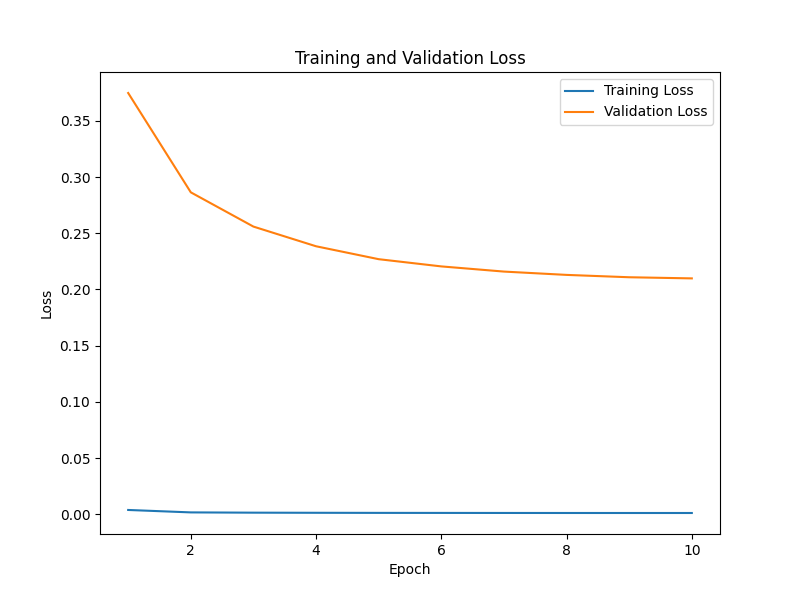 Training and Validation Loss
Training Loss
Validation Loss
0.35
0.30
0.25
0.20
0.15
0.10
0.05
0.00
Loss
2 4 6 8 10
Epoch